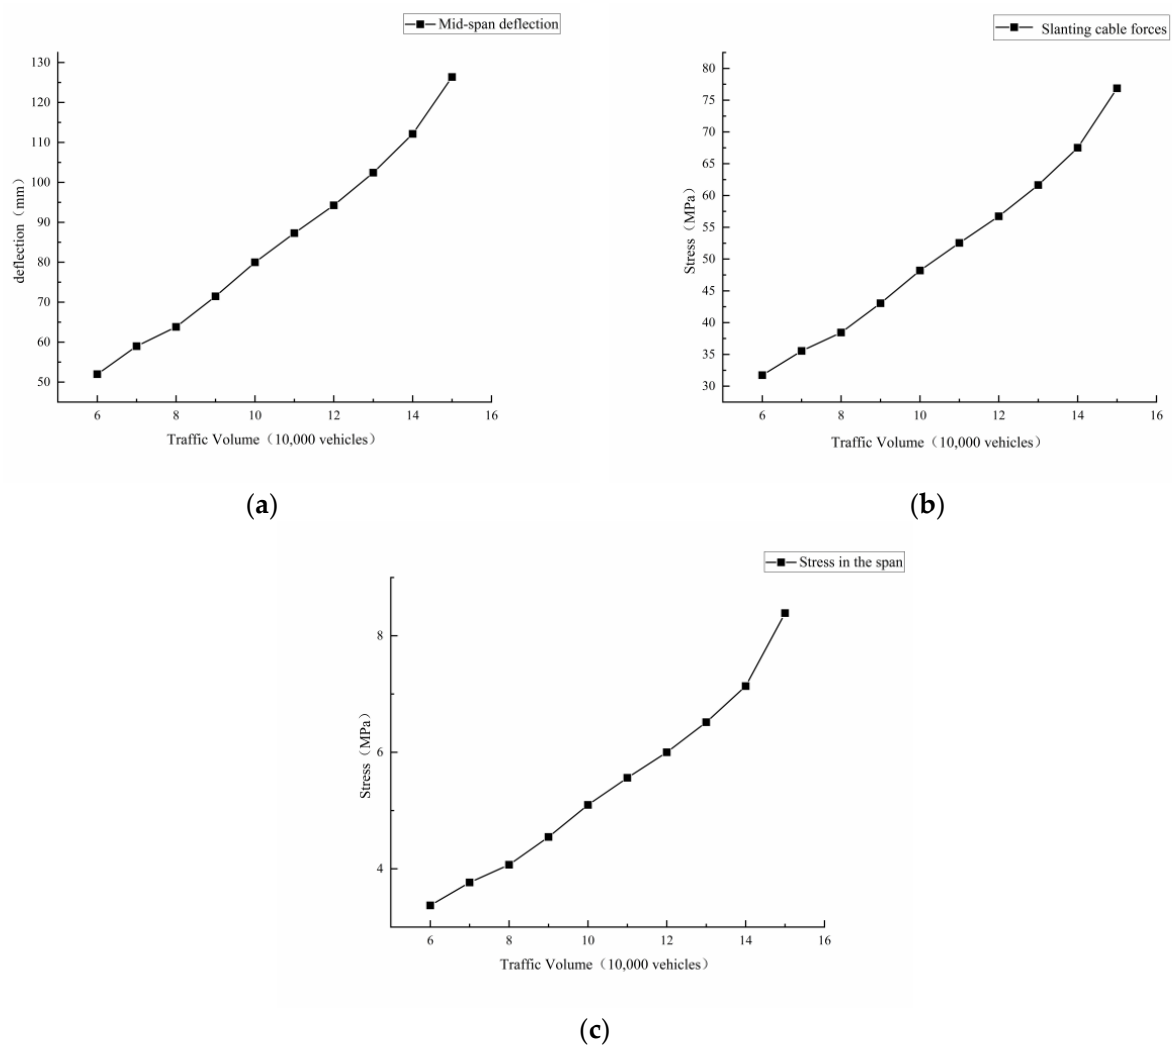 Mid-span deflection
130
120
110
100
90
80
70
60
50
deflection（mm）
6 8 10 12 14 16
Traffic Volume（10,000 vehicles）
(a)
Slanting cable forces
80
75
70
65
60
55
50
45
40
35
30
Stress（MPa）
6 8 10 12 14 16
Traffic Volume（10,000 vehicles）
(b)
Stress in the span
8
6
4
Stress（MPa）
6 8 10 12 14 16
Traffic Volume（10,000 vehicles）
(c)